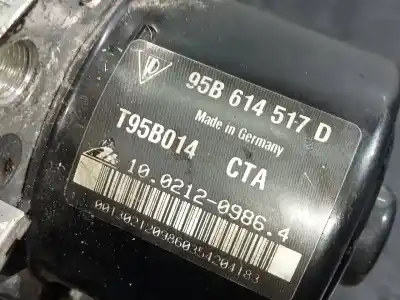 95B 614 517 D
Made in Germany
T95B014 CTA
10.0212-0986.4